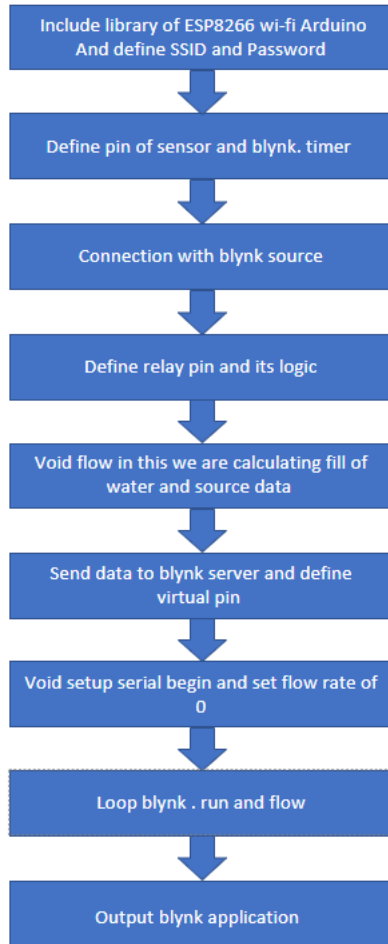 Include library of ESP8266 wi-fi Arduino
And define SSID and Password
Define pin of sensor and blynk. timer
Connection with blynk source
Define relay pin and its logic
Void flow in this we are calculating fill of
water and source data
Send data to blynk server and define
virtual pin
Void setup serial begin and set flow rate of
0
Loop blynk . run and flow
Output blynk application